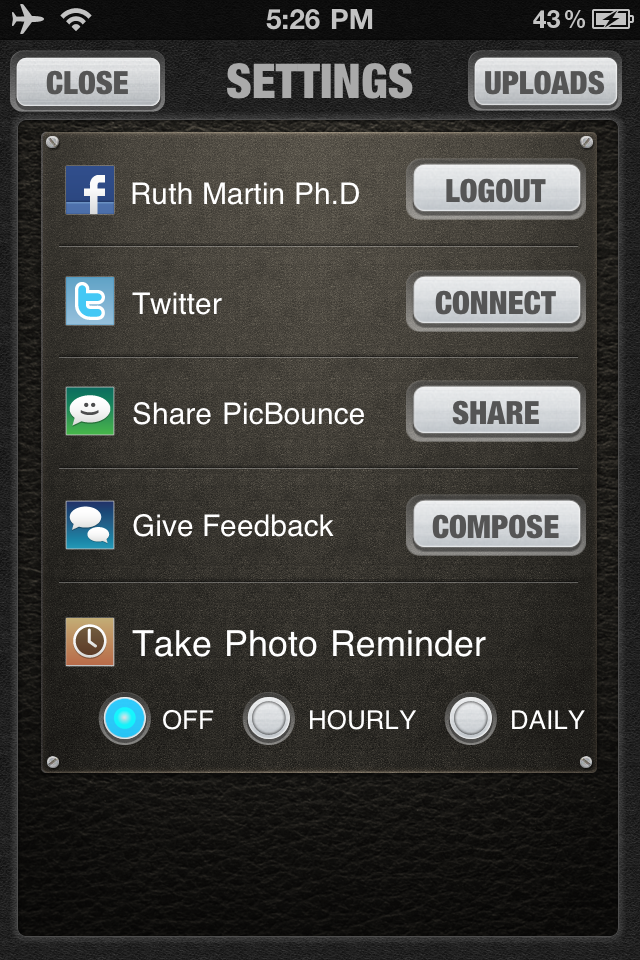 5:26 PM 43%
CLOSE SETTINGS UPLOADS
Ruth Martin Ph.D LOGOUT
Twitter CONNECT
Share PicBounce SHARE
Give Feedback COMPOSE
Take Photo Reminder
OFF HOURLY DAILY